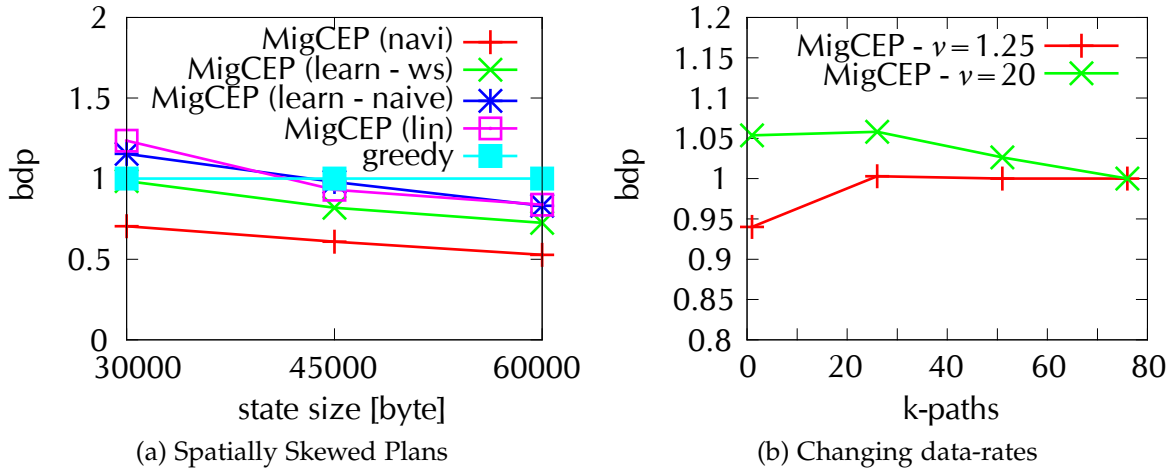 2
1.5
1
0.5
0
bdp
MigCEP (navi)
MigCEP (learn - ws)
MigCEP (learn - naive)
MigCEP (lin)
greedy
30000 45000 60000
state size [byte]
(a) Spatially Skewed Plans
1.2
1.15
1.1
1.05
1
0.95
0.9
0.85
0.8
bdp
MigCEP - ν = 1.25
MigCEP - ν = 20
0 20 40 60 80
k-paths
(b) Changing data-rates